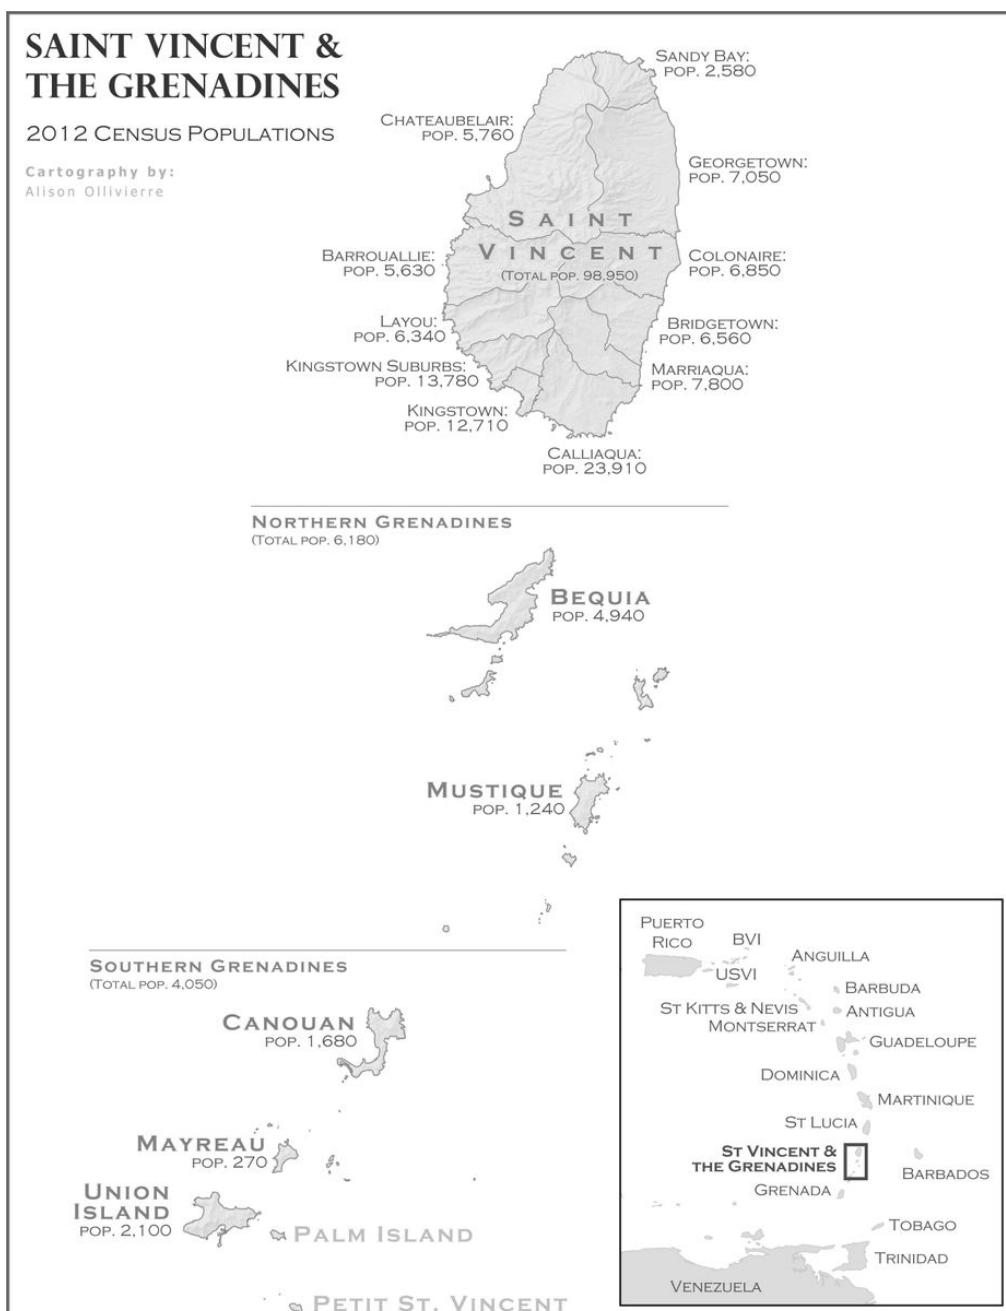 SAINT VINCENT &
THE GRENADINES
2012 CENSUS POPULATIONS
Cartography by:
Alison Ollivierre
SANDY BAY:
POP. 2,580
CHATEAUBELAIR:
POP. 5,760
GEORGETOWN:
POP. 7,050
SAINT
VINCENT
(TOTAL POP. 98,950)
BARROUALLIE:
POP. 5,630
COLONAIRE:
POP. 6,850
LAYOU:
POP. 6,340
BRIDGETOWN:
POP. 6,560
KINGSTOWN SUBURBS:
POP. 13,780
MARRIAQUA:
POP. 7,800
KINGSTOWN:
POP. 12,710
CALLIAQUA:
POP. 23,910
NORTHERN GRENADINES
(TOTAL POP. 6,180)
BEQUIA
POP. 4,940
MUSTIQUE
POP. 1,240
SOUTHERN GRENADINES
(TOTAL POP. 4,050)
CANOUAN
POP. 1,680
MAYREAU
POP. 270
UNION
ISLAND
POP. 2,100
PALM ISLAND
PETIT ST. VINCENT
PUERTO
RICO
BVI
USVI
ANGUILLA
BARBUDA
ST KITTS & NEVIS
ANTIGUA
MONTSERRAT
GUADELOUPE
DOMINICA
MARTINIQUE
ST LUCIA
ST VINCENT &
THE GRENADINES
BARBADOS
GRENADA
TOBAGO
TRINIDAD
VENEZUELA